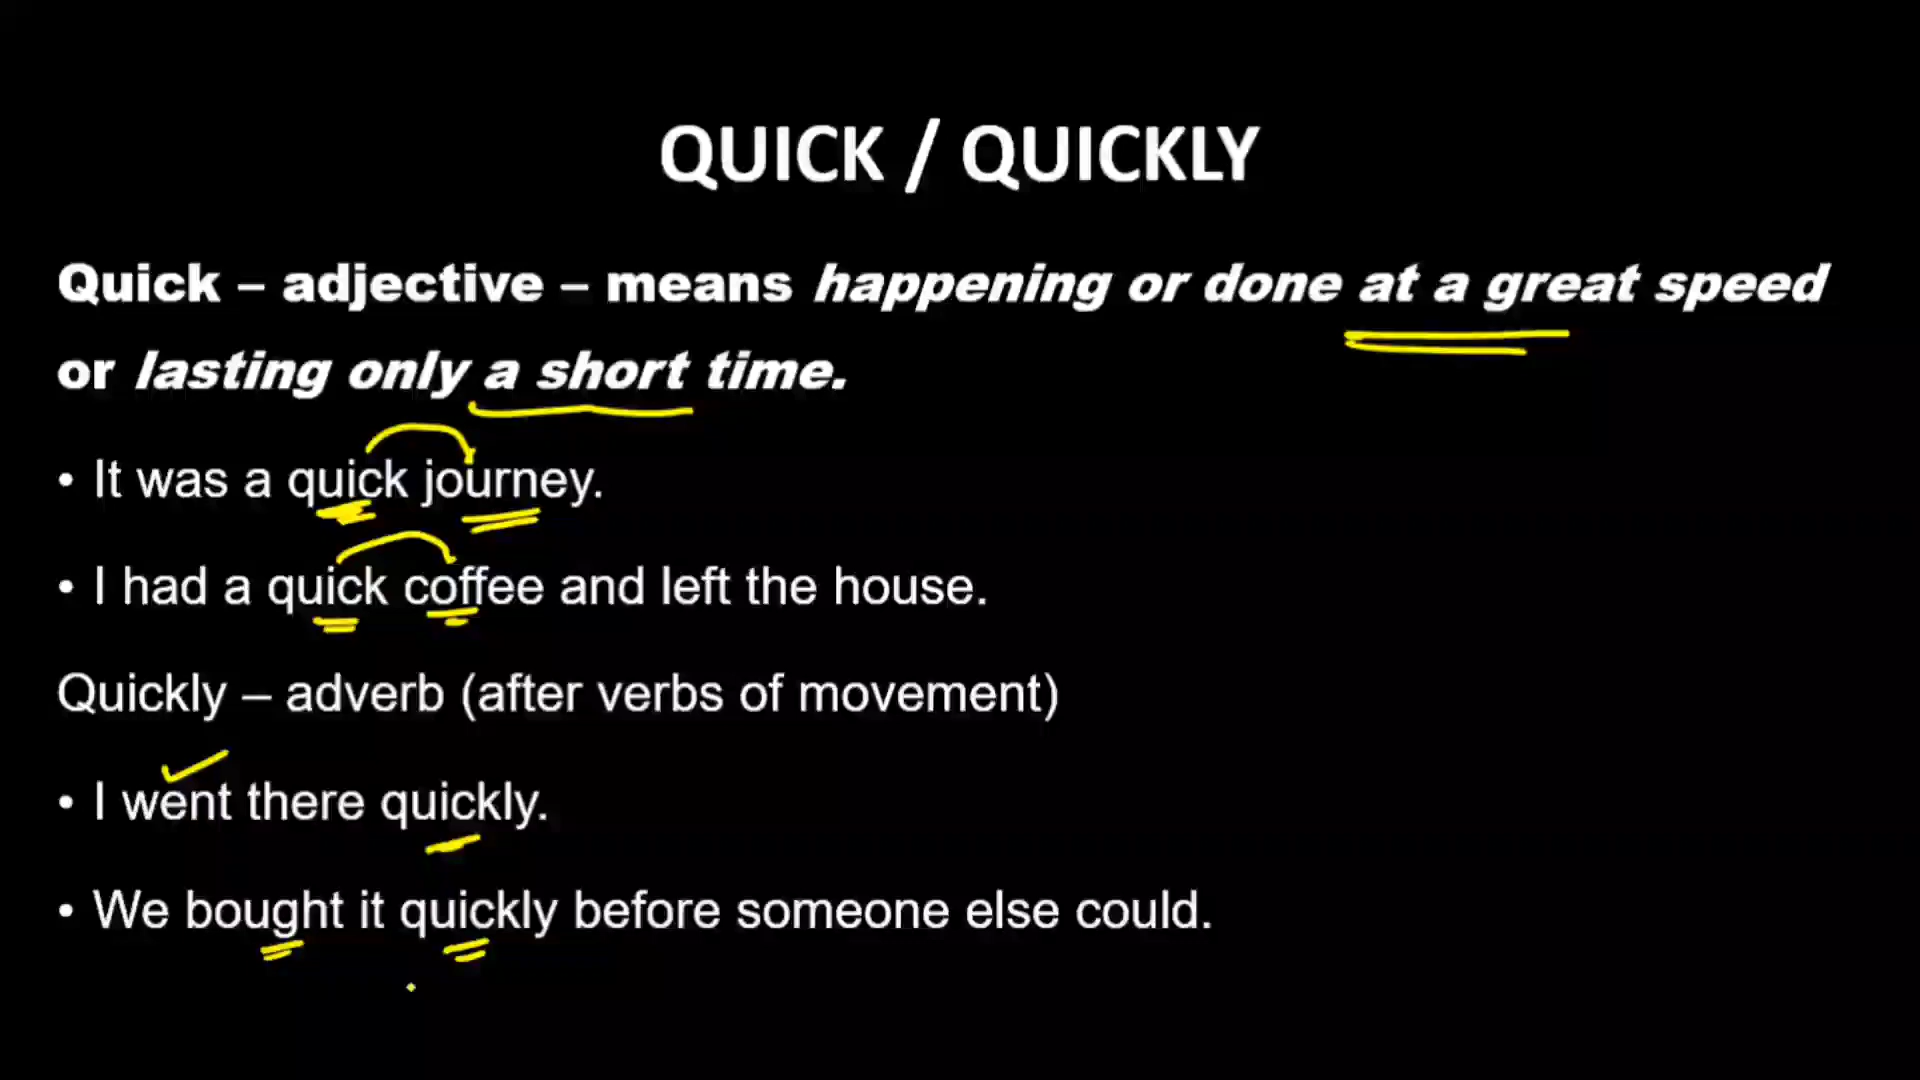 QUICK / QUICKLY
Quick – adjective – means happening or done at a great speed
or lasting only a short time.
• It was a quick journey.
• I had a quick coffee and left the house.
Quickly – adverb (after verbs of movement)
• I went there quickly.
• We bought it quickly before someone else could.